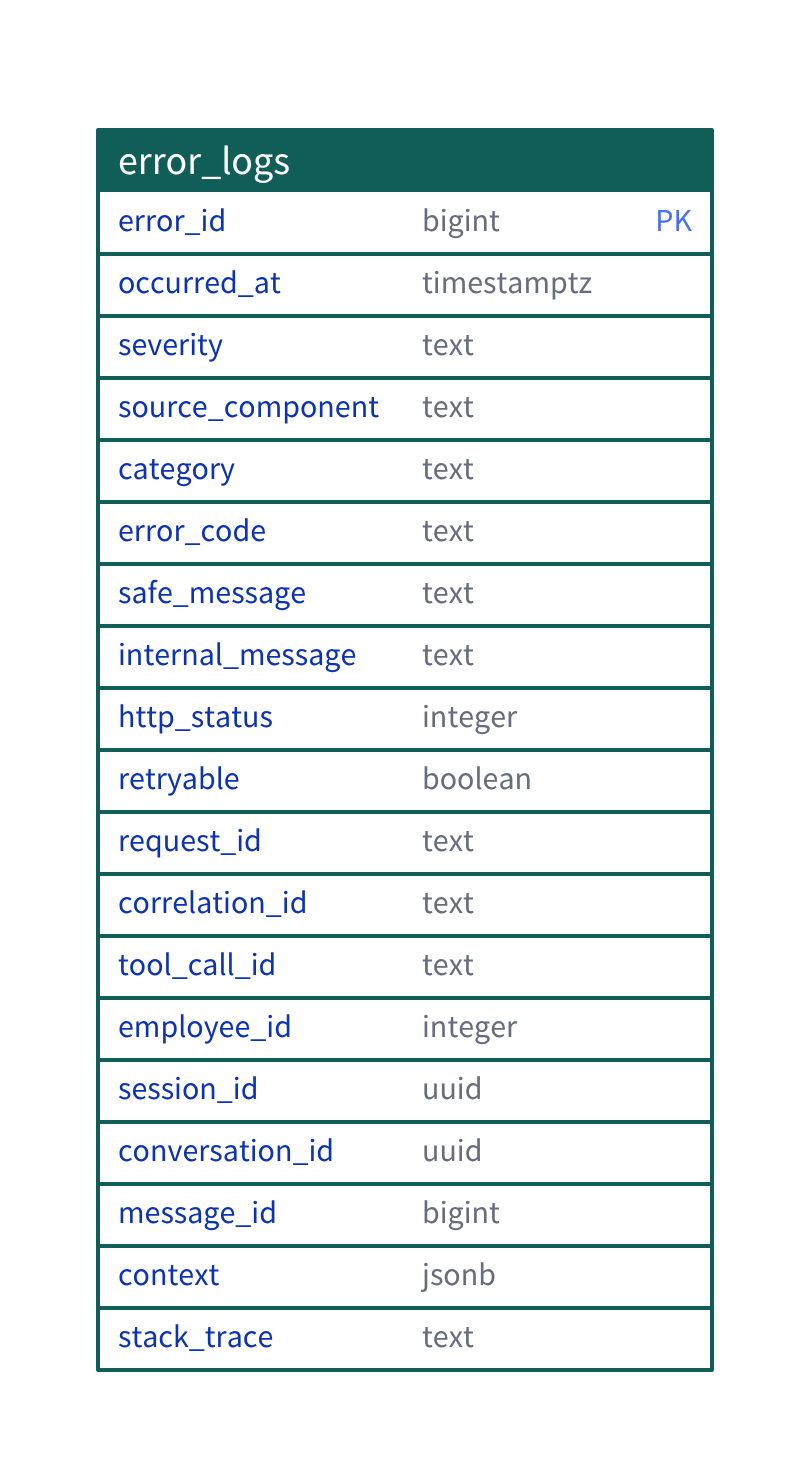 error_logs
error_id bigint PK
occurred_at timestamptz
severity text
source_component text
category text
error_code text
safe_message text
internal_message text
http_status integer
retryable boolean
request_id text
correlation_id text
tool_call_id text
employee_id integer
session_id uuid
conversation_id uuid
message_id bigint
context jsonb
stack_trace text